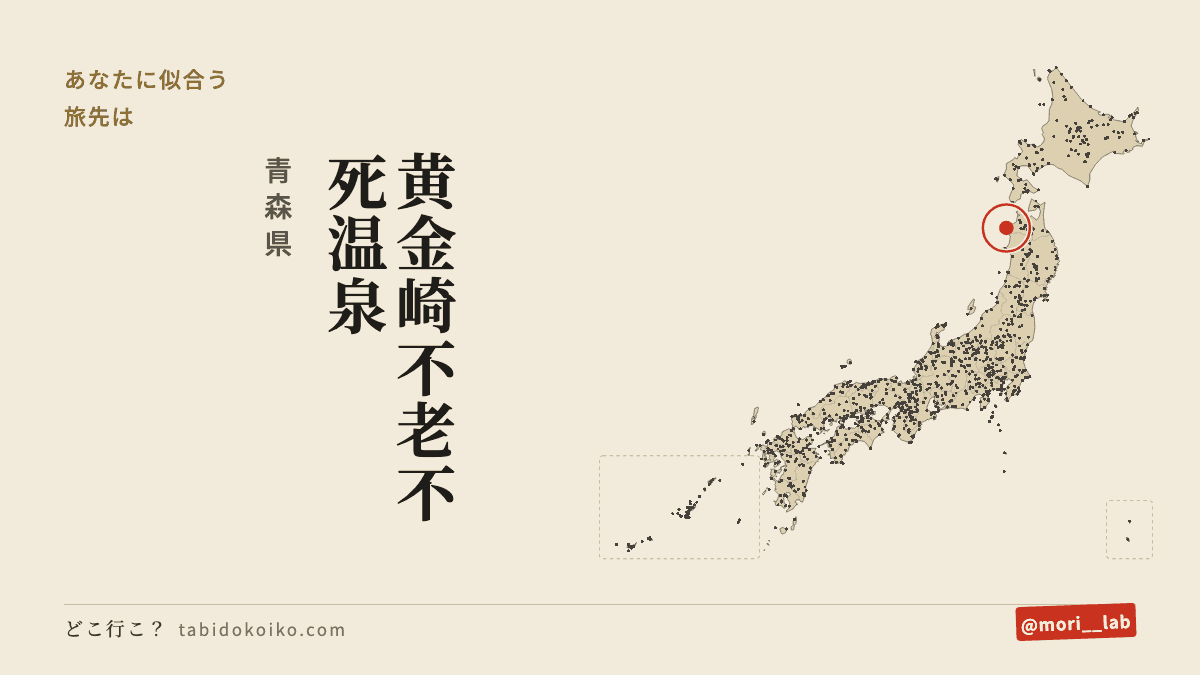 あなたに似合う
旅先は
黄金崎不老不
死温泉
青森県
どこ行こ？ tabidokoiko.com
@mori__lab